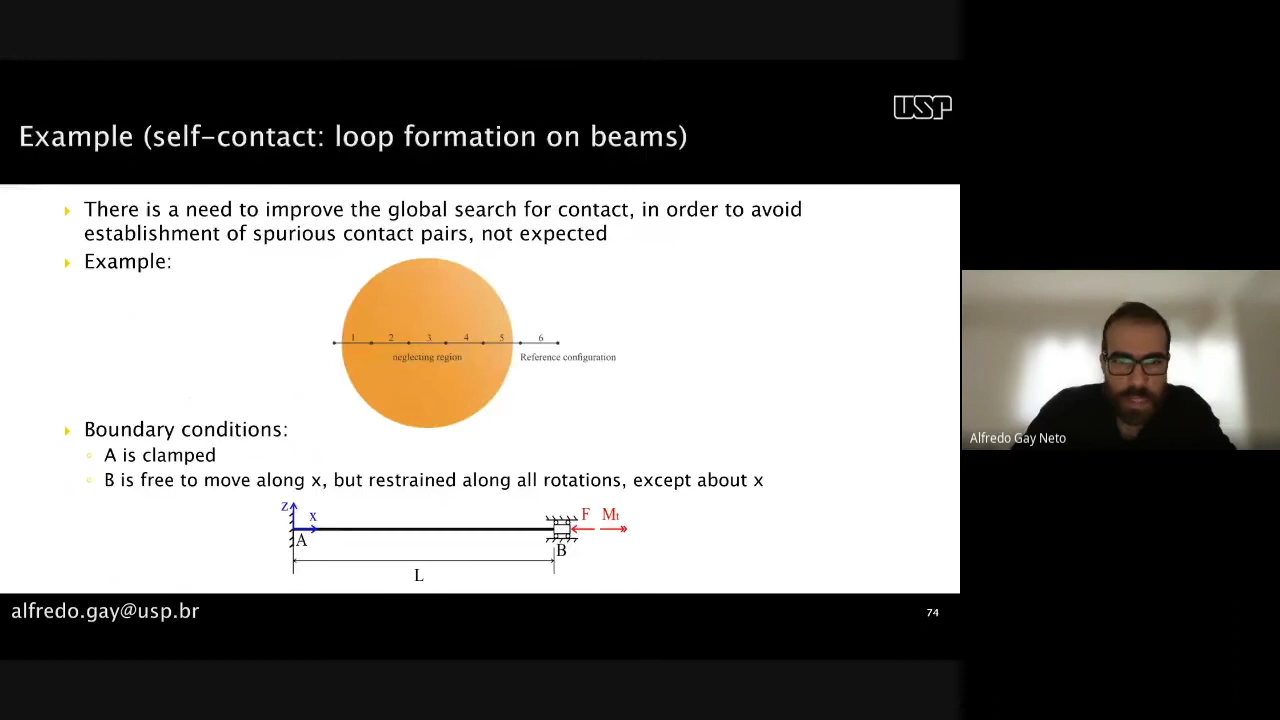 USP
Example (self-contact: loop formation on beams)
There is a need to improve the global search for contact, in order to avoid
establishment of spurious contact pairs, not expected
Example:
1 2 3 4 5 6
neglecting region Reference configuration
Alfredo Gay Neto
Boundary conditions:
A is clamped
B is free to move along x, but restrained along all rotations, except about x
z
x
F Mt
A
B
L
alfredo.gay@usp.br
74